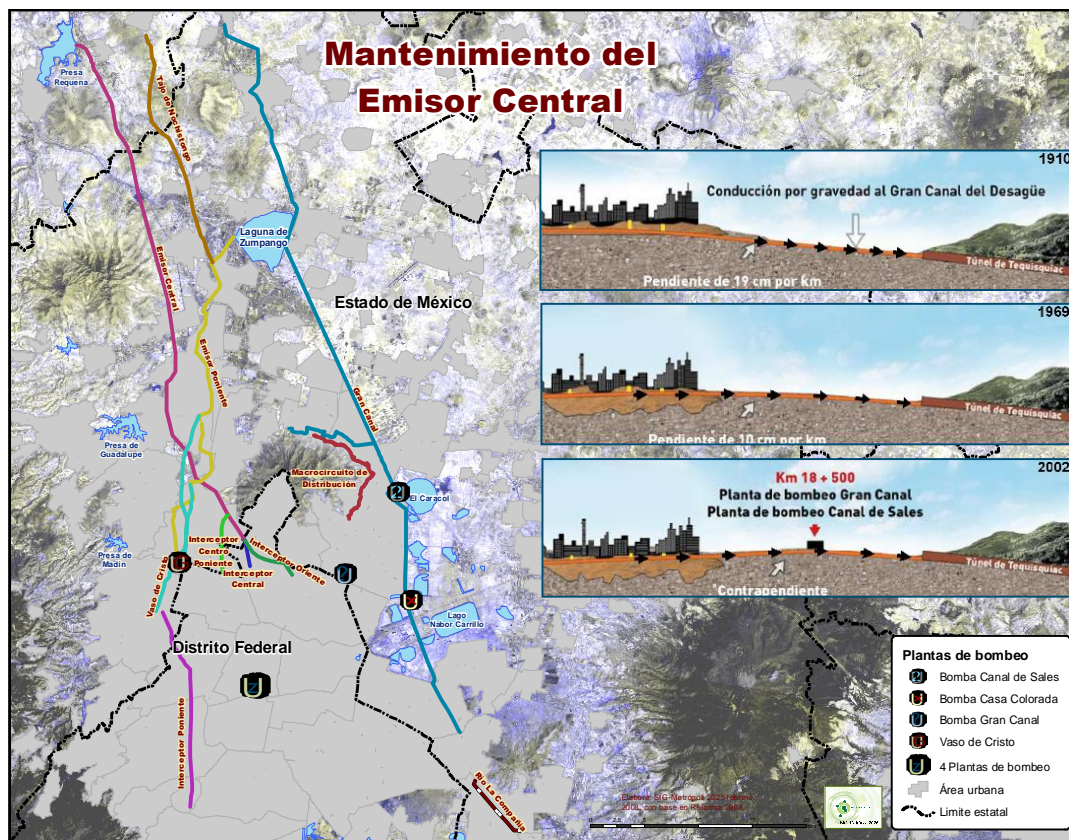 Mantenimiento del
Emisor Central
Presa
Requena
Tajo de Nochistongo
Laguna de
Zumpango
Emisor Central
Estado de México
Emisor Poniente
Gran Canal
Presa de
Guadalupe
Macrocircuito de
Distribución
El Caracol
Presa de
Madin
Interceptor
Centro
Poniente
Interceptor Oriente
Interceptor
Central
Vaso de Cristo
Lago
Nabor Carrillo
Distrito Federal
Interceptor Poniente
Río La Compañía
1910
Conducción por gravedad al Gran Canal del Desagüe
Pendiente de 19 cm por km
Túnel de Tequisquiac
1969
Pendiente de 10 cm por km
Túnel de Tequisquiac
2002
Km 18 + 500
Planta de bombeo Gran Canal
Planta de bombeo Canal de Sales
Contrapendiente
Túnel de Tequisquiac
Plantas de bombeo
Bomba Canal de Sales
Bomba Casa Colorada
Bomba Gran Canal
Vaso de Cristo
4 Plantas de bombeo
Área urbana
Limite estatal